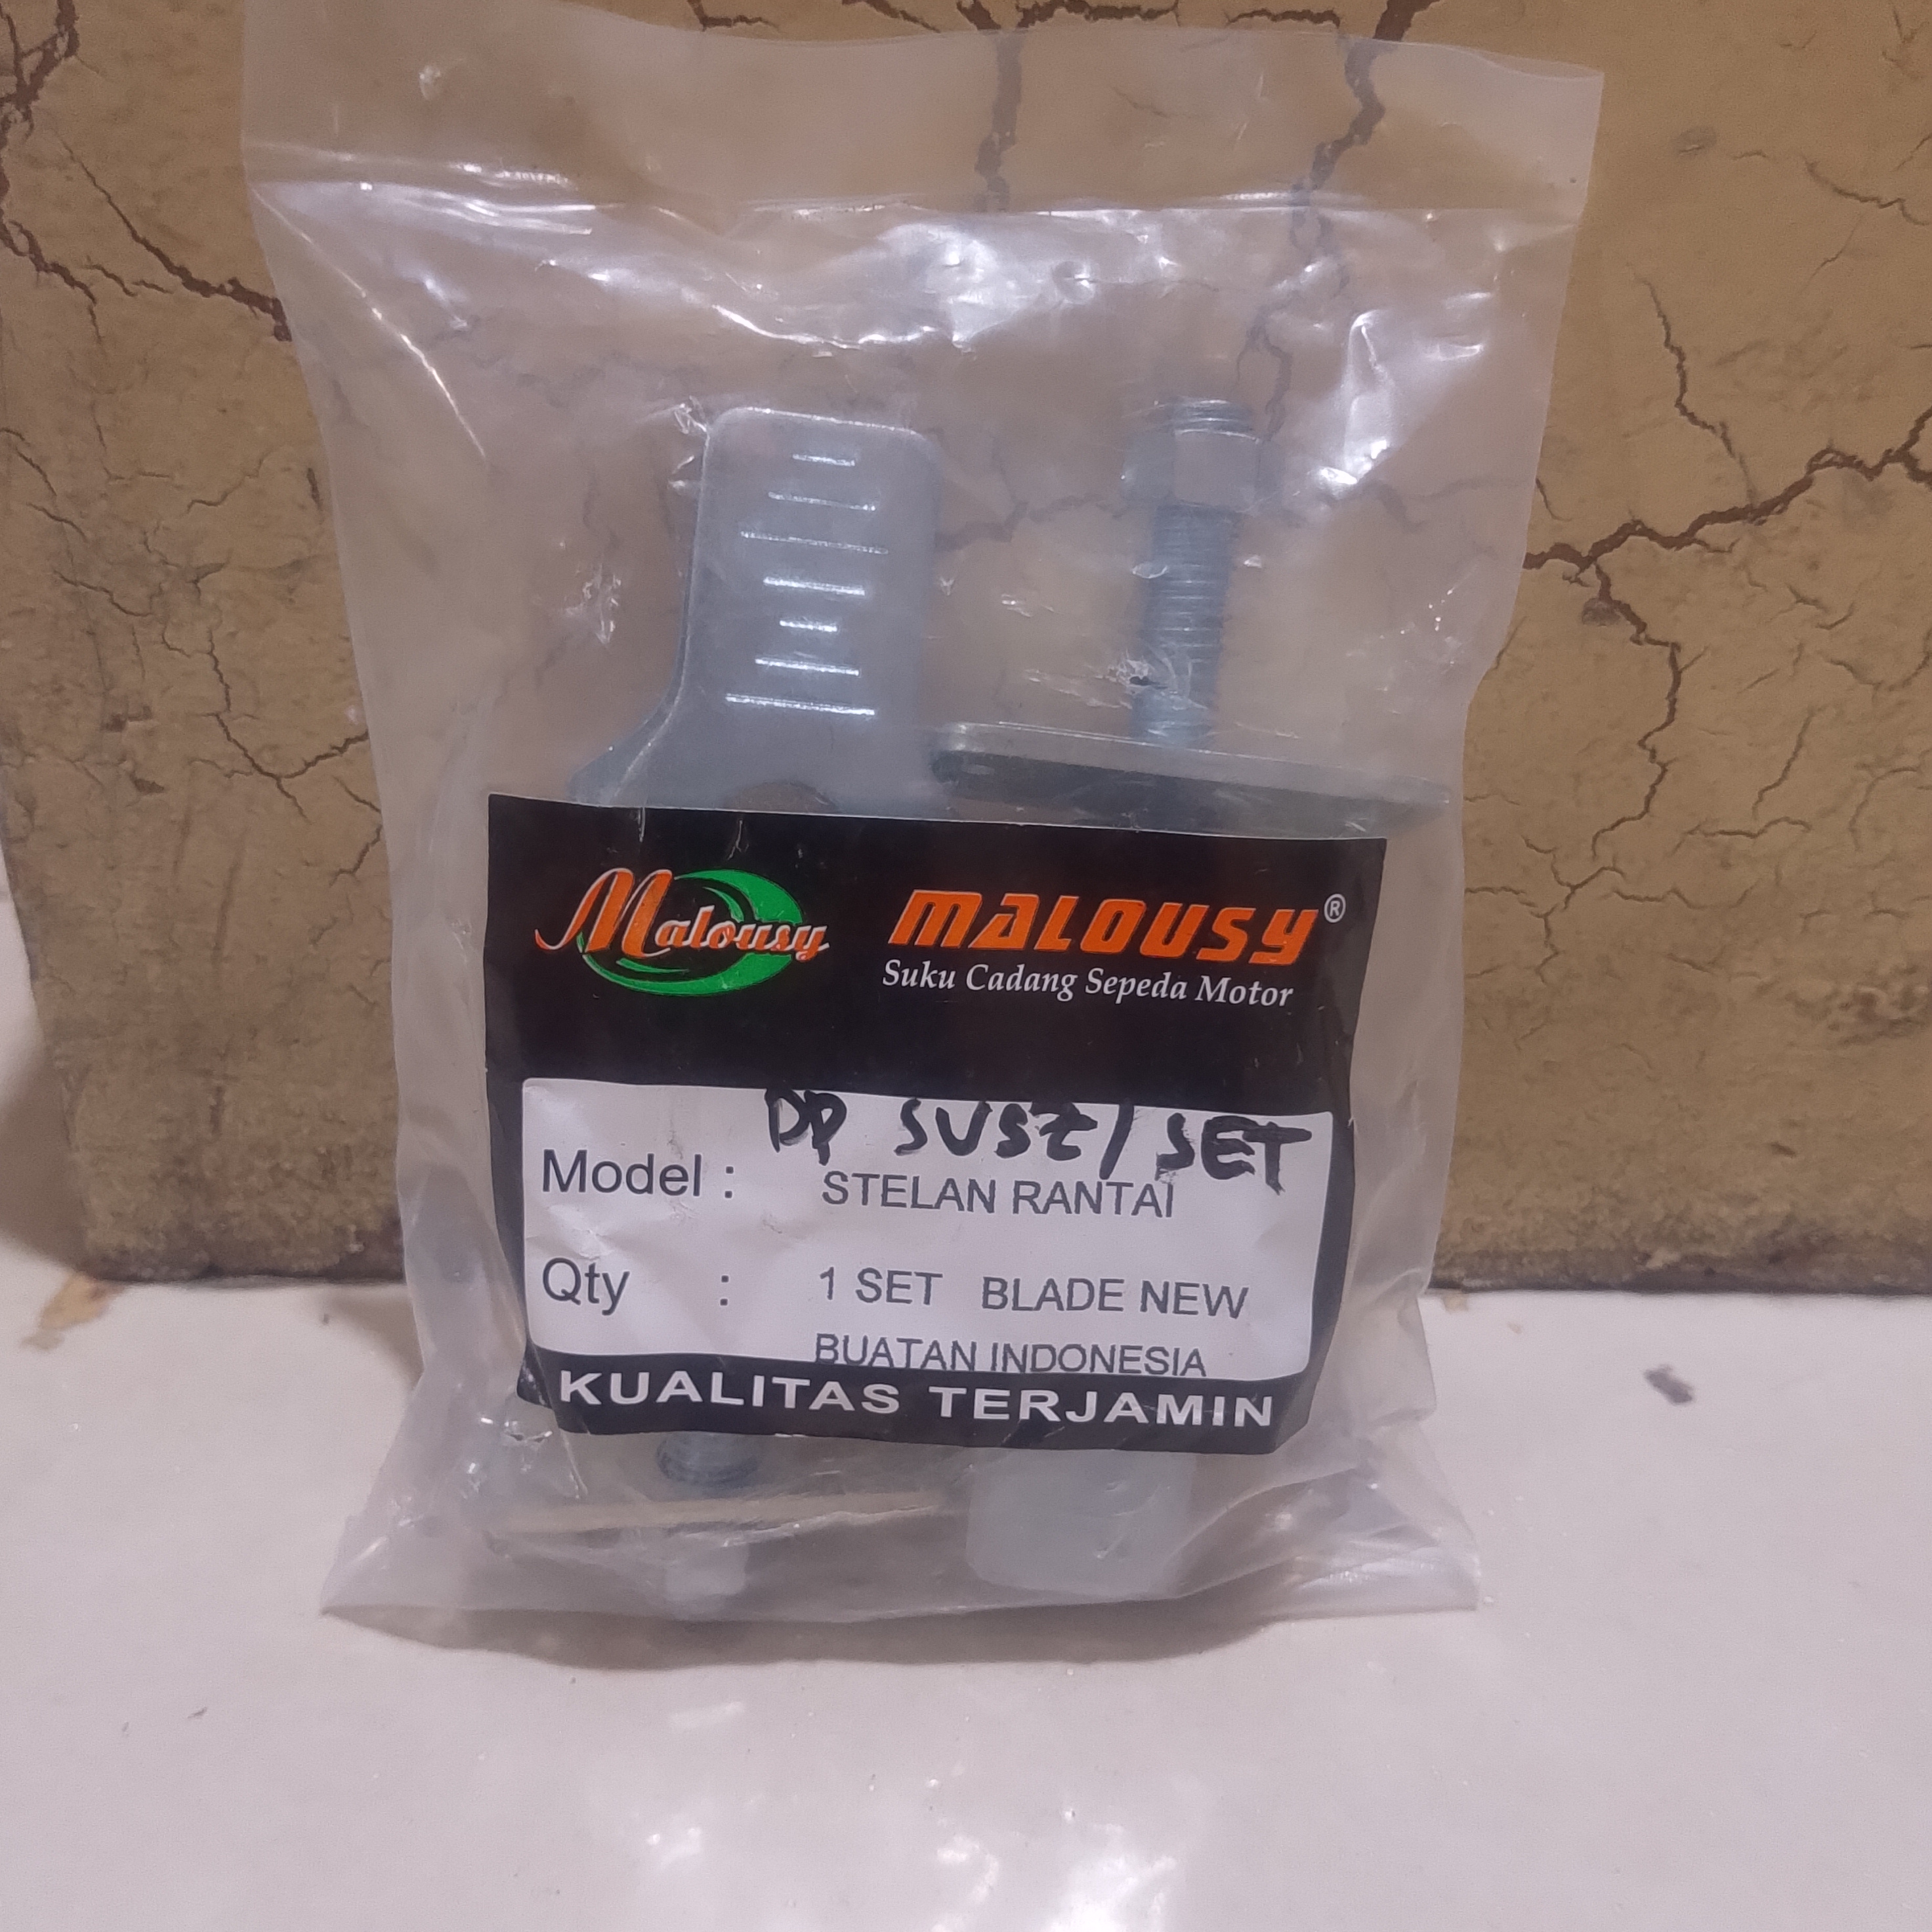 Malousy
MALOUSY®
Suku Cadang Sepeda Motor
DP SUSZ/SET
Model : STELAN RANTAI
Qty : 1 SET BLADE NEW
BUATAN INDONESIA
KUALITAS TERJAMIN